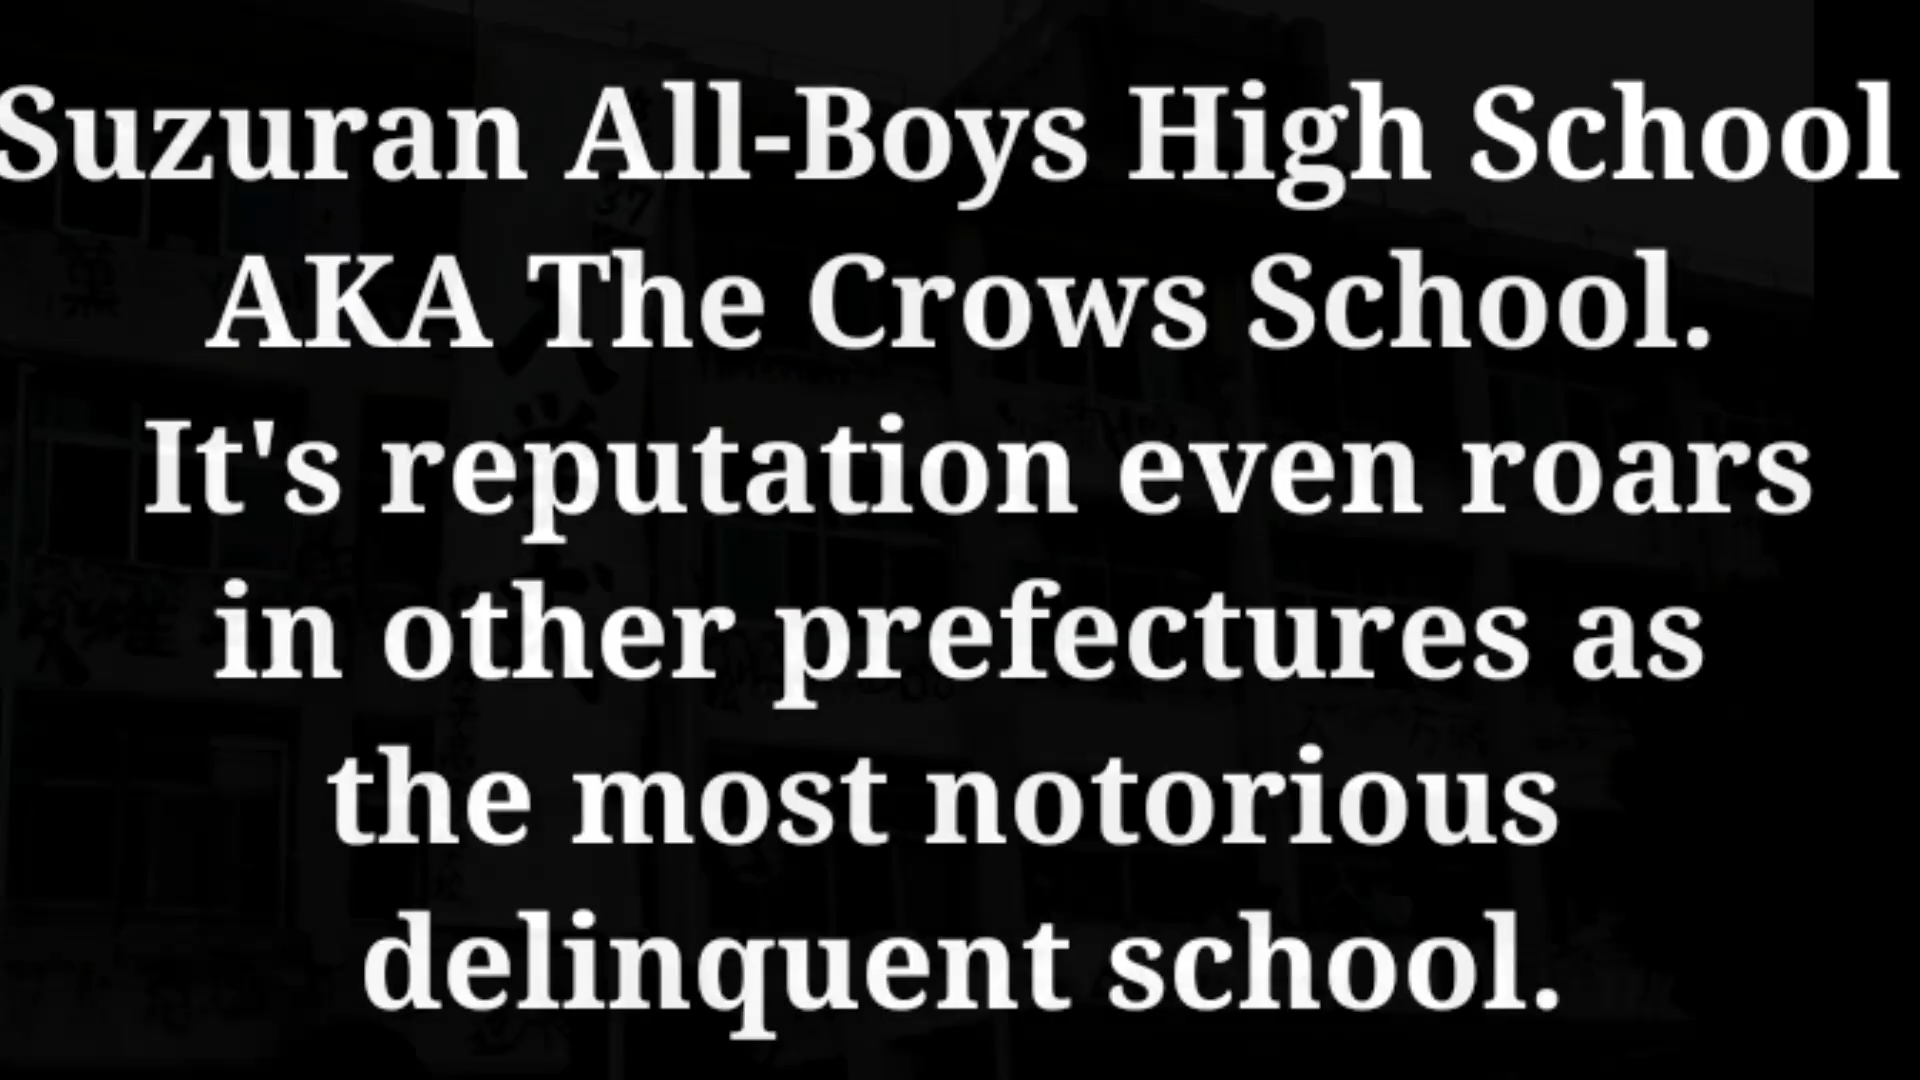 Suzuran All-Boys High School
AKA The Crows School.
It's reputation even roars
in other prefectures as
the most notorious
delinquent school.